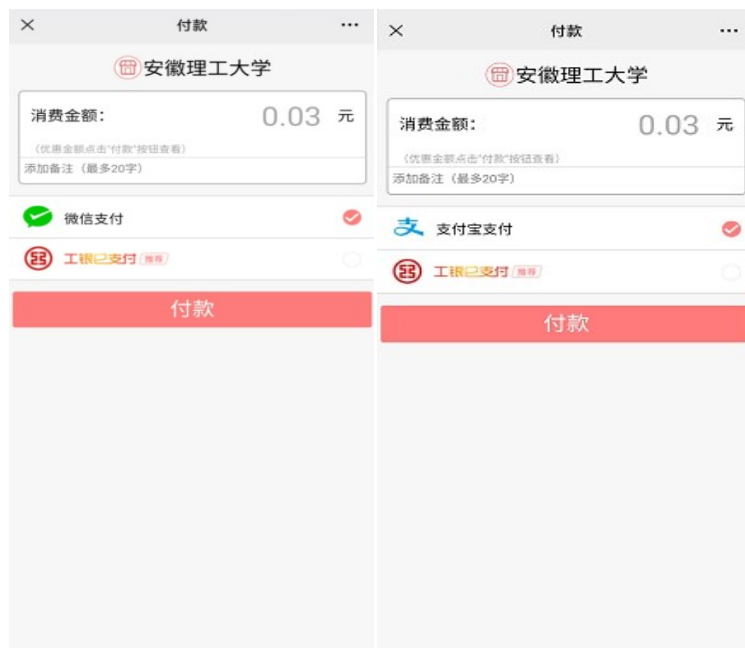 付款
安徽理工大学
消费金额： 0.03 元
（优惠金额点击“付款”按钮查看）
添加备注（最多20字）
微信支付
工银已支付 推荐
付款
付款
安徽理工大学
消费金额： 0.03 元
（优惠金额点击“付款”按钮查看）
添加备注（最多20字）
支付宝支付
工银已支付 推荐
付款